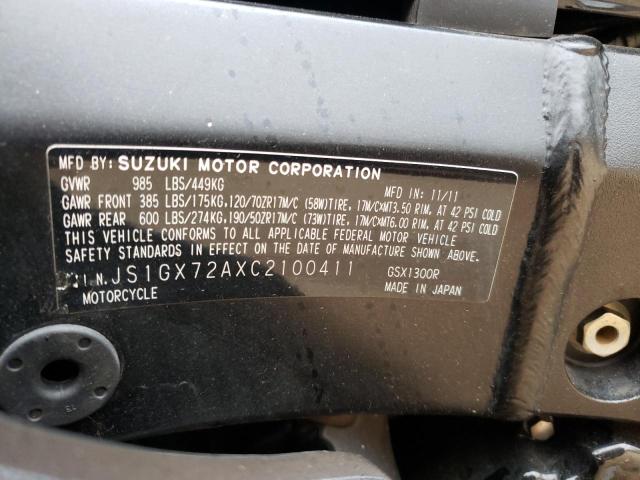 MFD BY: SUZUKI MOTOR CORPORATION
GVWR 985 LBS/449KG MFD IN 11/11
GAWR FRONT 385 LBS/175KG,120/70ZR17M/C (58W)TIRE, 17M/C×MT3.50 RIM, AT 42 PSI COLD
GAWR REAR 600 LBS/274KG,190/50ZR17M/C (73W)TIRE, 17M/C×MT6.00 RIM, AT 42 PSI COLD
THIS VEHICLE CONFORMS TO ALL APPLICABLE FEDERAL MOTOR VEHICLE
SAFETY STANDARDS IN EFFECT ON THE DATE OF MANUFACTURE SHOWN ABOVE.
V.I.N. JS1GX72AXC2100411 GSX1300R
MOTORCYCLE MADE IN JAPAN